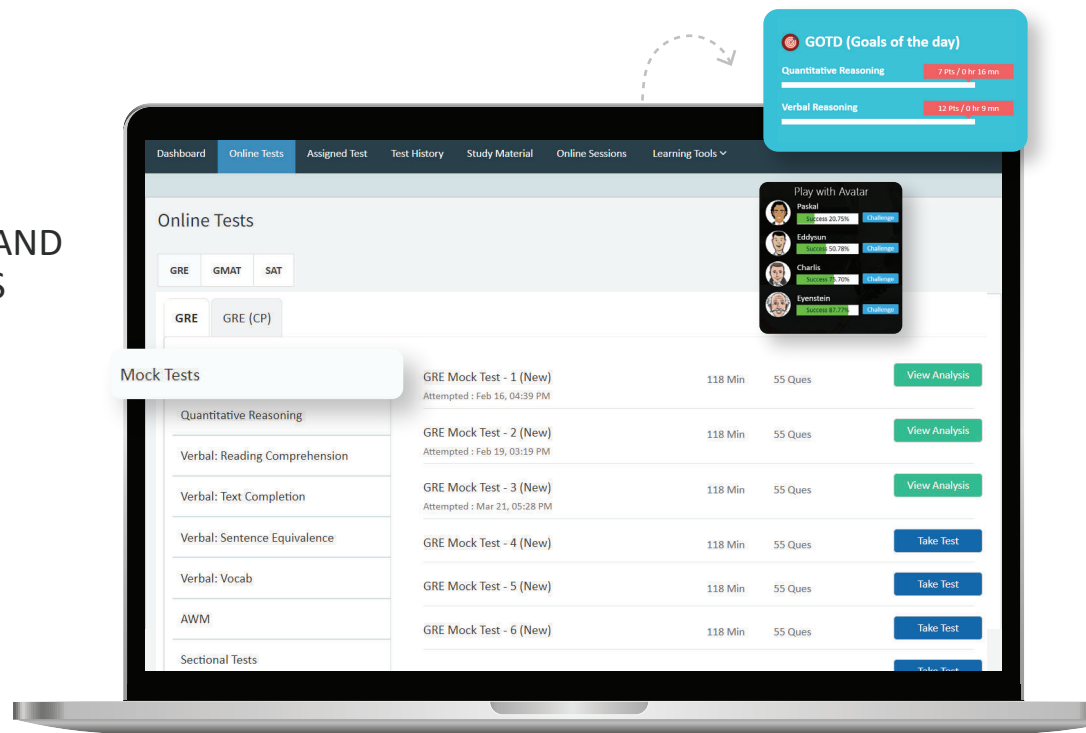 GOTD (Goals of the day)
Quantitative Reasoning 7 Pts / 0 hr 16 mn
Verbal Reasoning 12 Pts / 0 hr 9 mn
Dashboard Online Tests Assigned Test Test History Study Material Online Sessions Learning Tools
Play with Avatar
Paskal
Success 20.75% Challenge
Eddysun
Success 50.78% Challenge
Charlis
Success 75.70% Challenge
Eyenstein
Success 87.77% Challenge
Online Tests
AND
S
GRE GMAT SAT
GRE GRE (CP)
Mock Tests
Quantitative Reasoning
Verbal: Reading Comprehension
Verbal: Text Completion
Verbal: Sentence Equivalence
Verbal: Vocab
AWM
Sectional Tests
GRE Mock Test - 1 (New) 118 Min 55 Ques View Analysis
Attempted : Feb 16, 04:39 PM
GRE Mock Test - 2 (New) 118 Min 55 Ques View Analysis
Attempted : Feb 19, 03:19 PM
GRE Mock Test - 3 (New) 118 Min 55 Ques View Analysis
Attempted : Mar 21, 05:28 PM
GRE Mock Test - 4 (New) 118 Min 55 Ques Take Test
GRE Mock Test - 5 (New) 118 Min 55 Ques Take Test
GRE Mock Test - 6 (New) 118 Min 55 Ques Take Test
Take Test